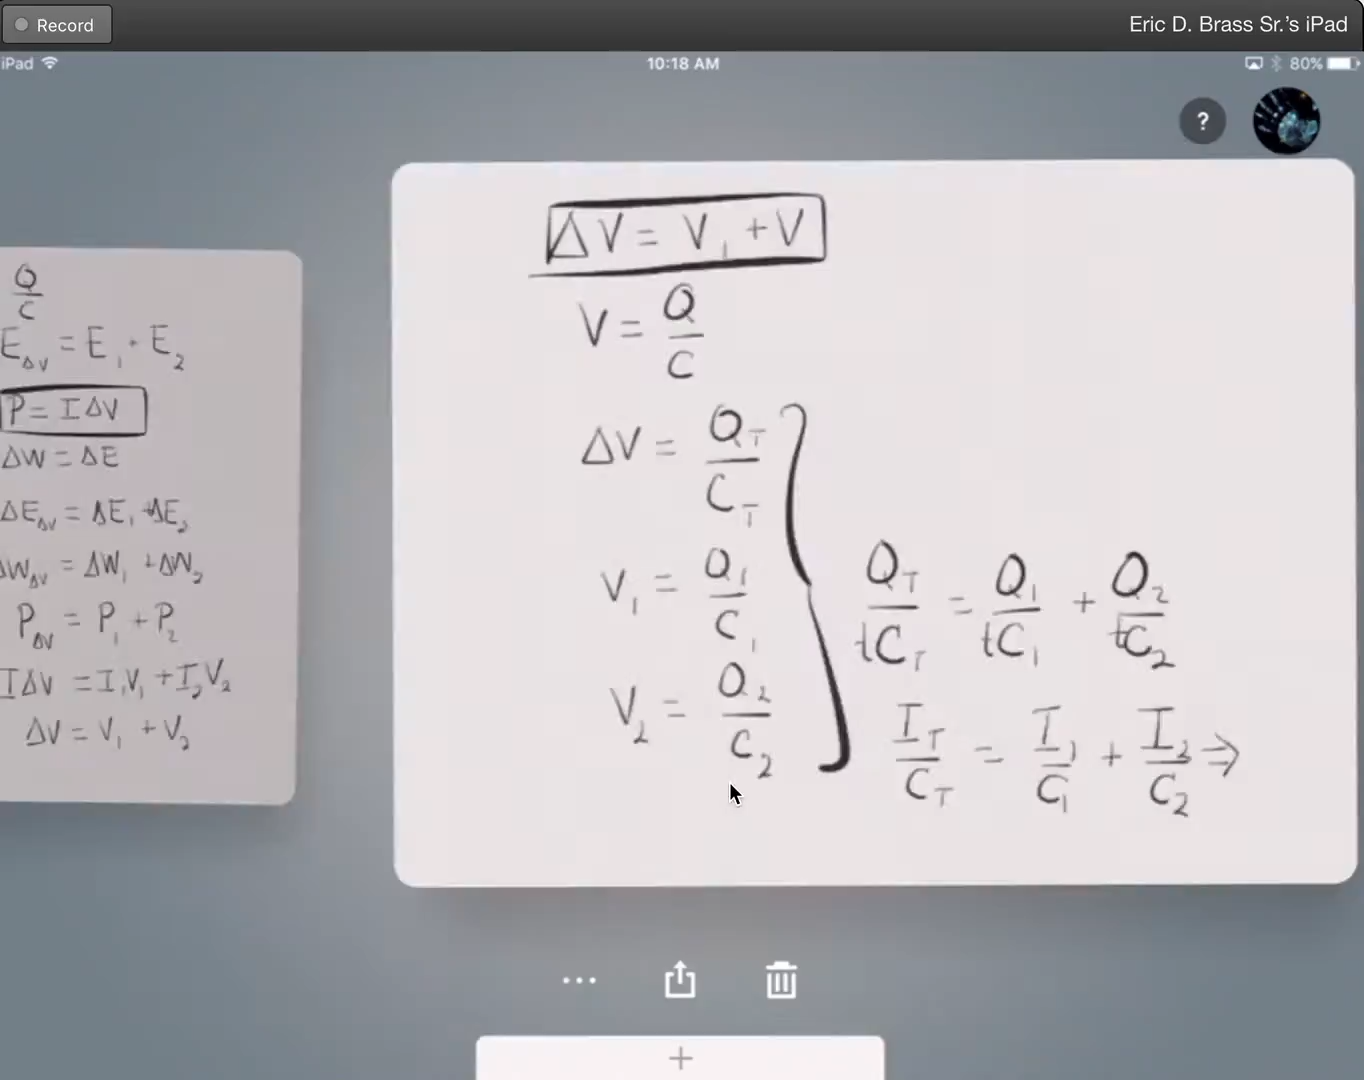 Record
Eric D. Brass Sr.'s iPad
iPad
10:18 AM
80%
?
Q/C
E_ΔV = E₁ · E₂
P = IΔV
ΔW = ΔE
ΔE_ΔV = ΔE₁ + ΔE₂
ΔW_ΔV = ΔW₁ + ΔW₂
P_ΔV = P₁ + P₂
IΔV = I₁V₁ + I₂V₂
ΔV = V₁ + V₂
ΔV = V₁ + V
V = Q/C
ΔV = Q_T/C_T
V₁ = Q₁/C₁
V₂ = Q₂/C₂
Q_T/tC_T = Q₁/tC₁ + Q₂/tC₂
I_T/C_T = I₁/C₁ + I₂/C₂ ⇒
...
+